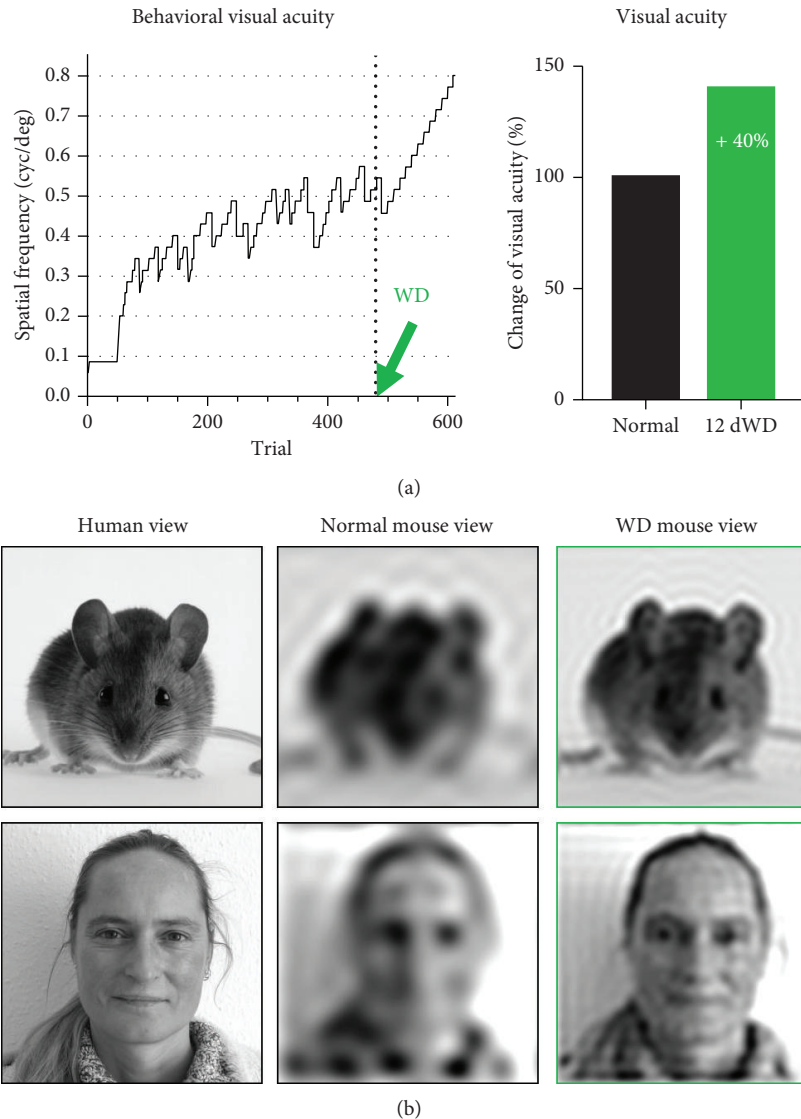 Behavioral visual acuity
Visual acuity
Spatial frequency (cyc/deg)
0.8
0.7
0.6
0.5
0.4
0.3
0.2
0.1
0.0
0
200
400
600
Trial
WD
Change of visual acuity (%)
150
100
50
0
+ 40%
Normal
12 dWD
(a)
Human view
Normal mouse view
WD mouse view
(b)